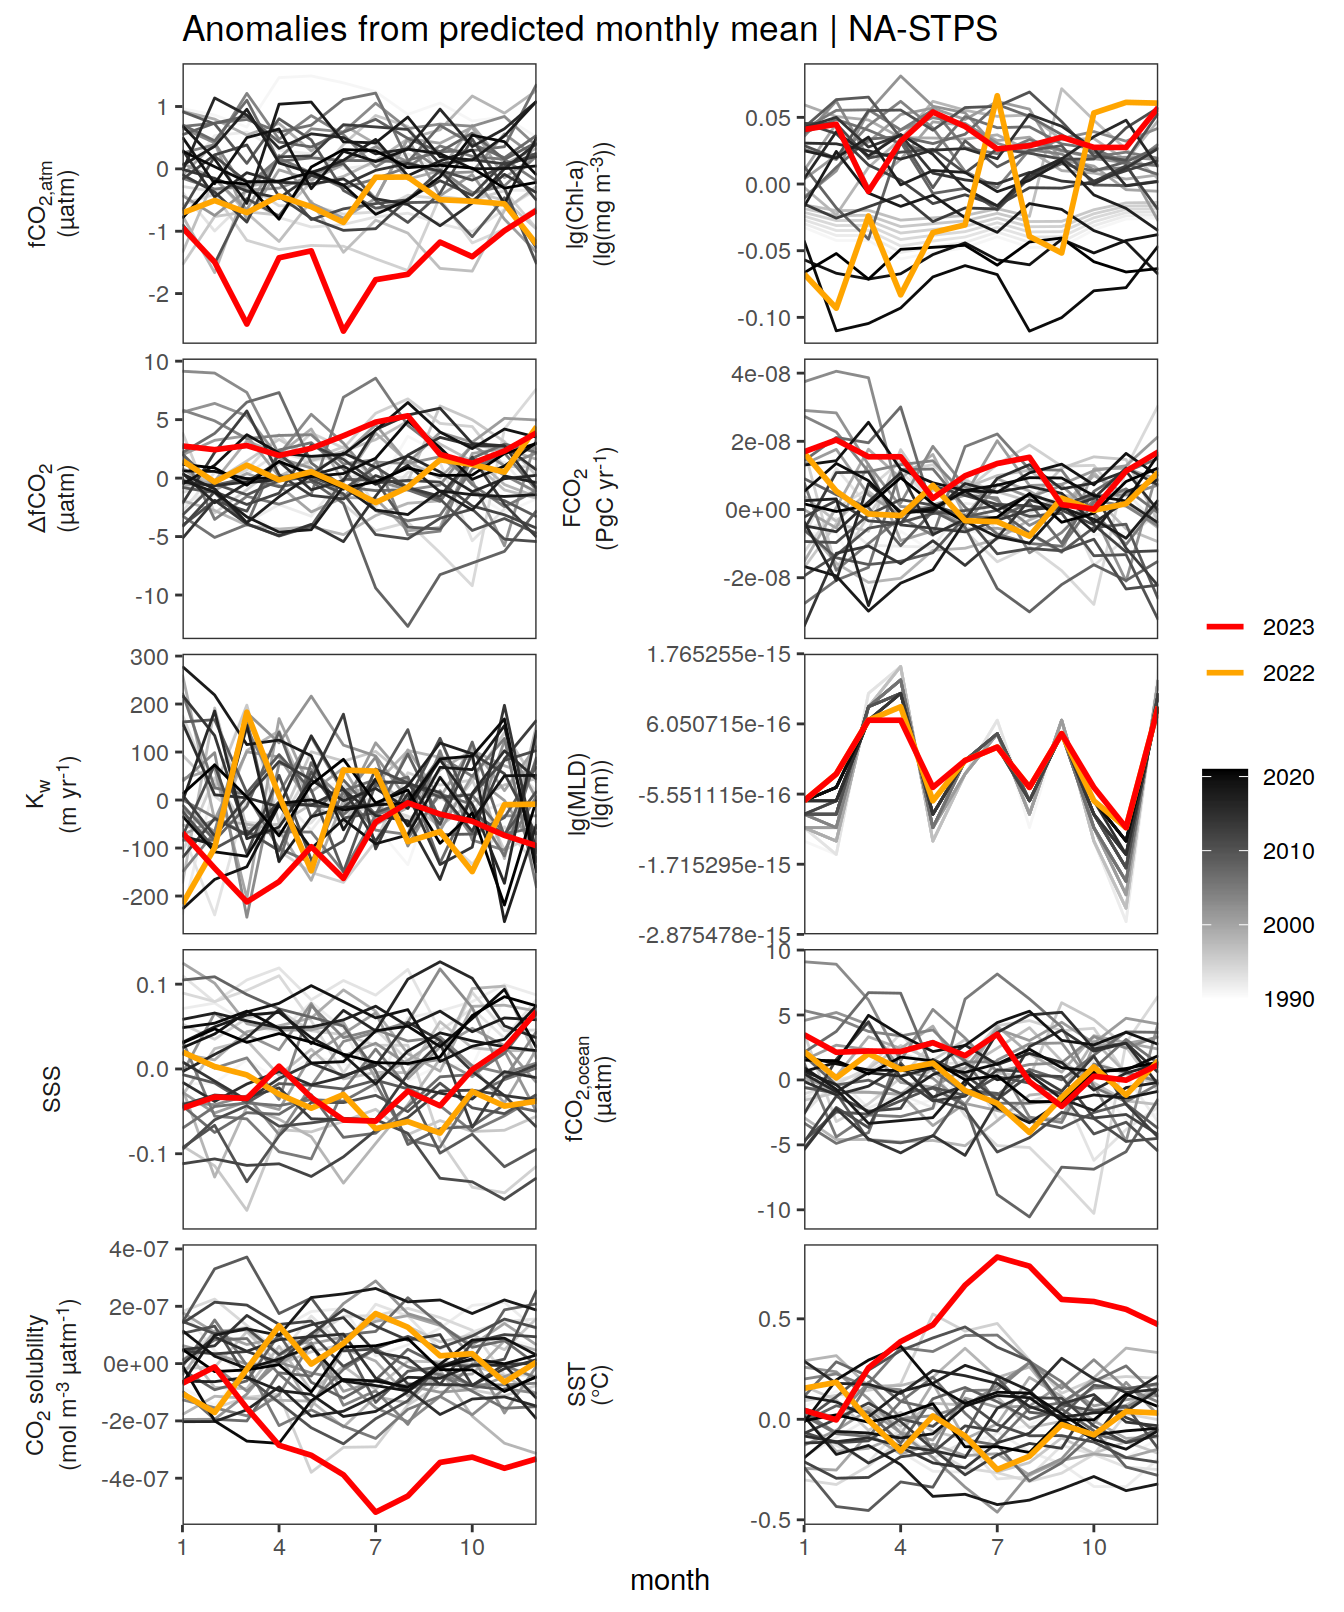 Anomalies from predicted monthly mean | NA-STPS
fCO2,atm
(µatm)
1
0
-1
-2
lg(Chl-a)
(lg(mg m-3))
0.05
0.00
-0.05
-0.10
ΔfCO2
(µatm)
10
5
0
-5
-10
FCO2
(PgC yr-1)
4e-08
2e-08
0e+00
-2e-08
Kw
(m yr-1)
300
200
100
0
-100
-200
lg(MLD)
(lg(m))
1.765255e-15
6.050715e-16
-5.551115e-16
-1.715295e-15
-2.875478e-15
SSS
0.1
0.0
-0.1
fCO2,ocean
(µatm)
10
5
0
-5
-10
CO2 solubility
(mol m-3 µatm-1)
4e-07
2e-07
0e+00
-2e-07
-4e-07
SST
(°C)
0.5
0.0
-0.5
1 4 7 10
1 4 7 10
month
2023
2022
2020
2010
2000
1990